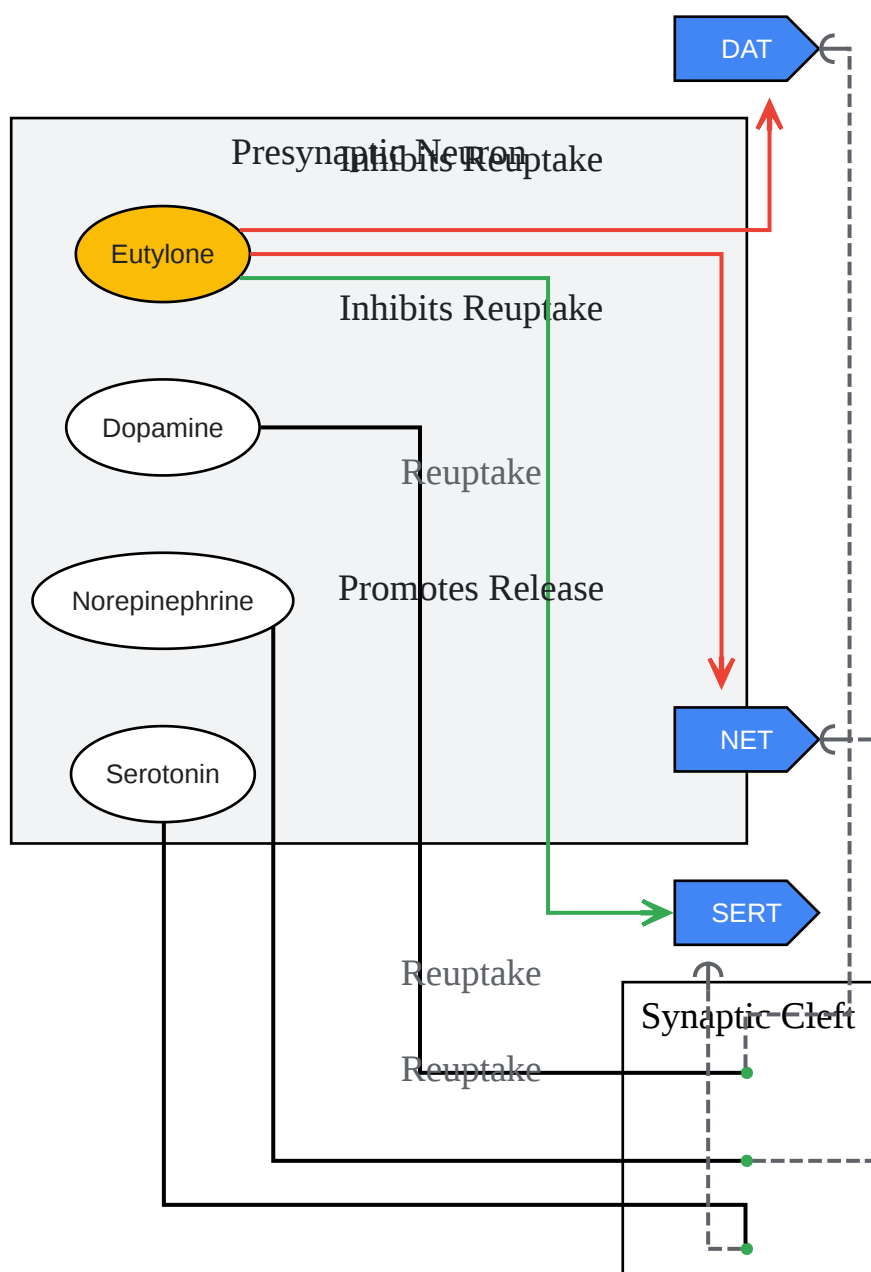 DAT
Presynaptic Neuron
Inhibits Reuptake
Eutylone
Inhibits Reuptake
Dopamine
Reuptake
Promotes Release
Norepinephrine
NET
Serotonin
SERT
Reuptake
Synaptic Cleft
Reuptake